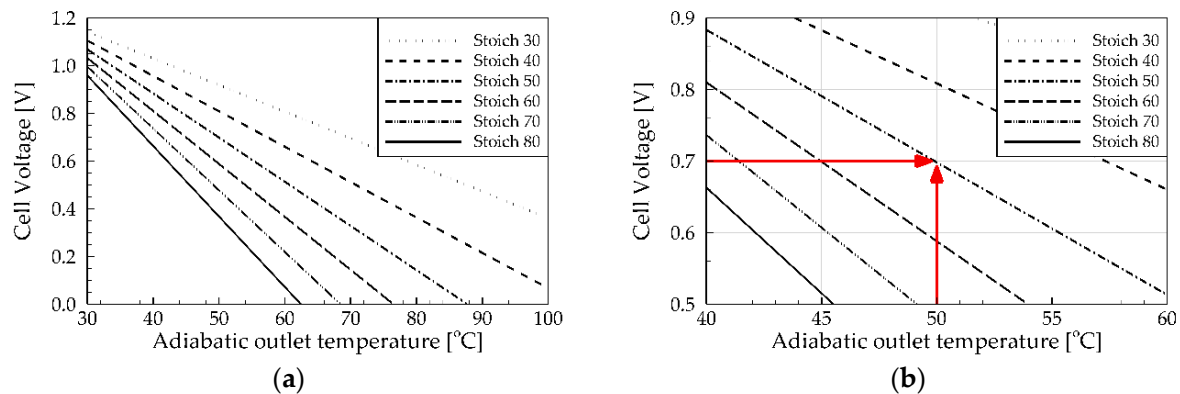 1.2
1.0
0.8
0.6
0.4
0.2
0.0
Cell Voltage [V]
Stoich 30
Stoich 40
Stoich 50
Stoich 60
Stoich 70
Stoich 80
30 40 50 60 70 80 90 100
Adiabatic outlet temperature [°C]
(a)
0.9
0.8
0.7
0.6
0.5
Cell Voltage [V]
Stoich 30
Stoich 40
Stoich 50
Stoich 60
Stoich 70
Stoich 80
40 45 50 55 60
Adiabatic outlet temperature [°C]
(b)